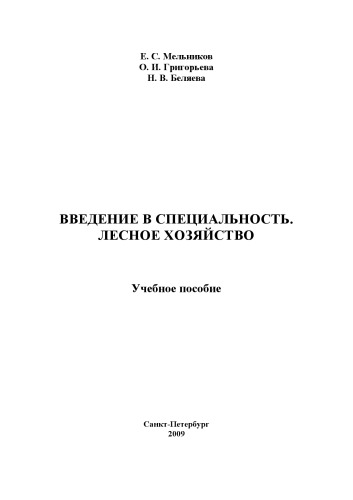 Е. С. Мельников
О. И. Григорьева
Н. В. Беляева
ВВЕДЕНИЕ В СПЕЦИАЛЬНОСТЬ.
ЛЕСНОЕ ХОЗЯЙСТВО
Учебное пособие
Санкт-Петербург
2009